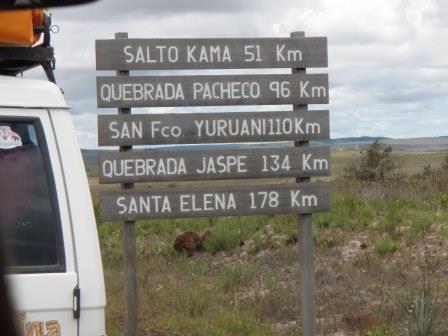 SALTO KAMA 51 Km
QUEBRADA PACHECO 96 Km
SAN Fco YURUANI 110 Km
QUEBRADA JASPE 134 Km
SANTA ELENA 178 Km